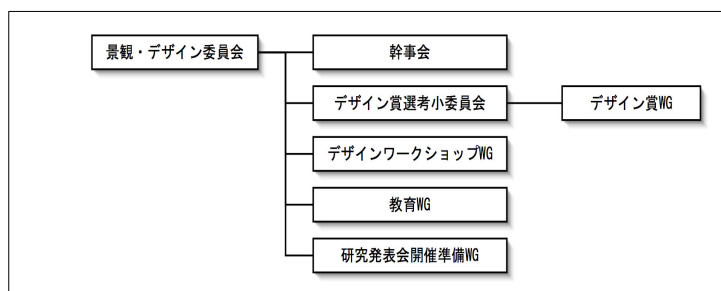 景観・デザイン委員会
幹事会
デザイン賞選考小委員会
デザイン賞WG
デザインワークショップWG
教育WG
研究発表会開催準備WG